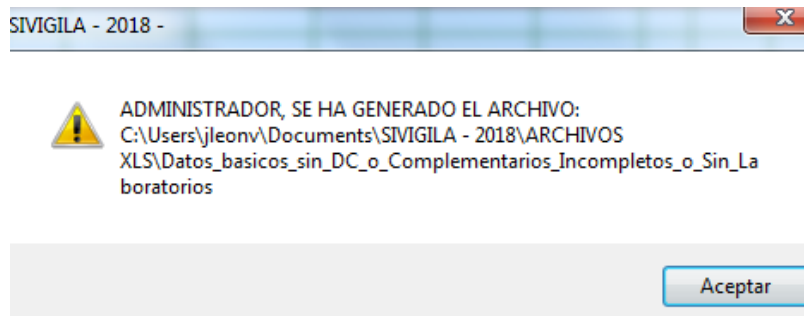 SIVIGILA - 2018 -
ADMINISTRADOR, SE HA GENERADO EL ARCHIVO:
C:\Users\jleonv\Documents\SIVIGILA - 2018\ARCHIVOS
XLS\Datos_basicos_sin_DC_o_Complementarios_Incompletos_o_Sin_La
boratorios
Aceptar